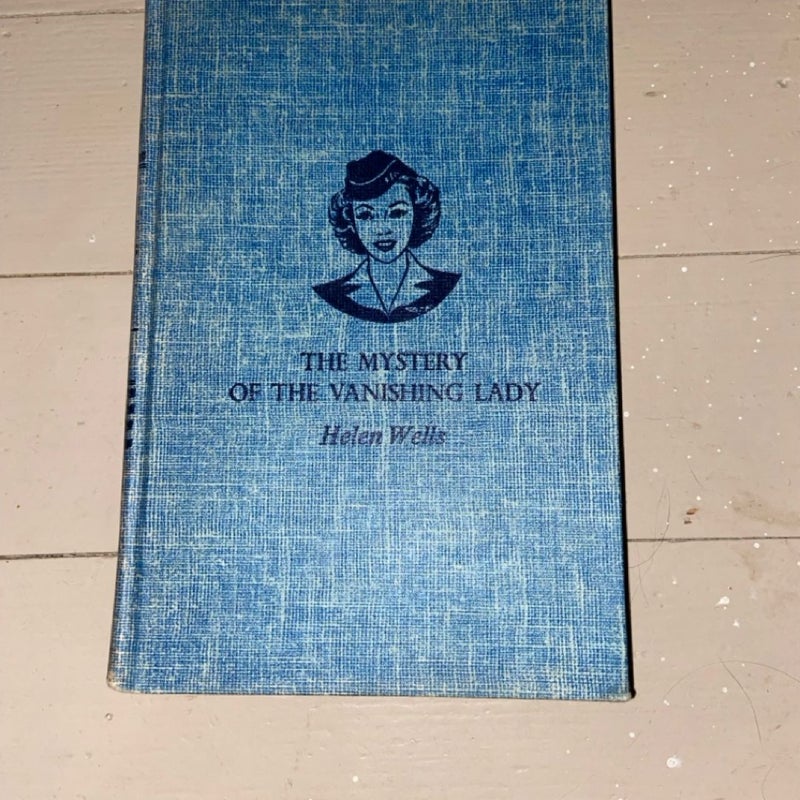 THE MYSTERY
OF THE VANISHING LADY
Helen Wells